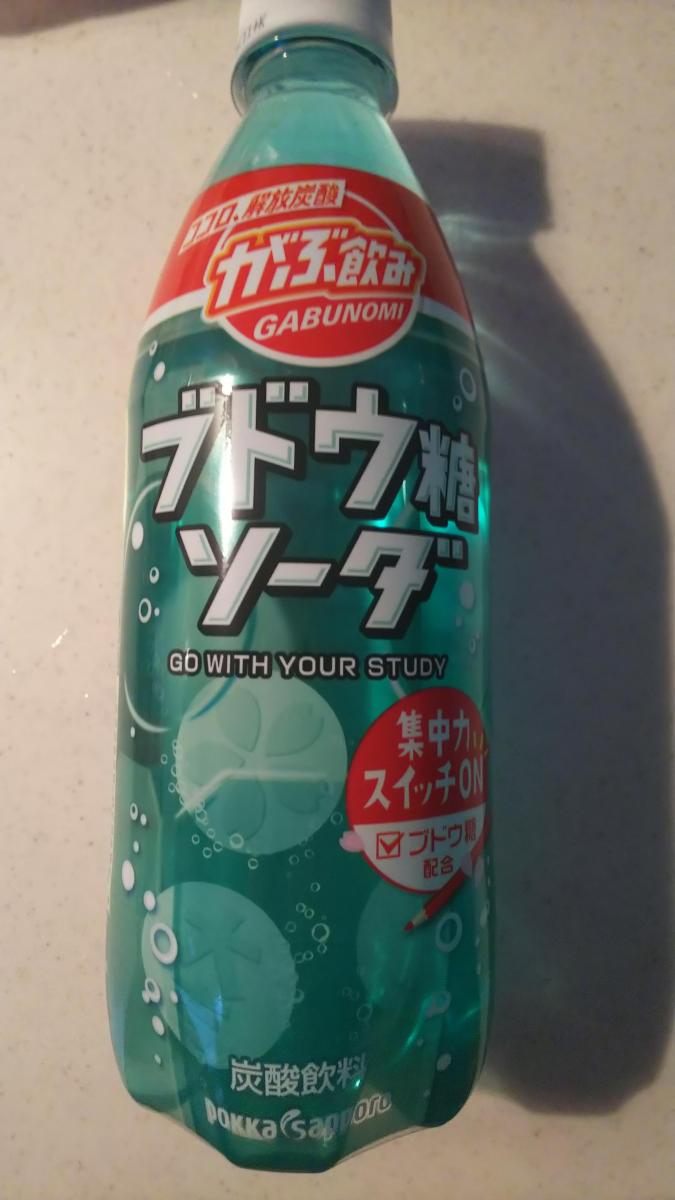 ココロ、解放炭酸
がぶ飲み
GABUNOMI
ブドウ糖
ソーダ
GO WITH YOUR STUDY
集中力
スイッチON
ブドウ糖
配合
炭酸飲料
POKKA sapporo